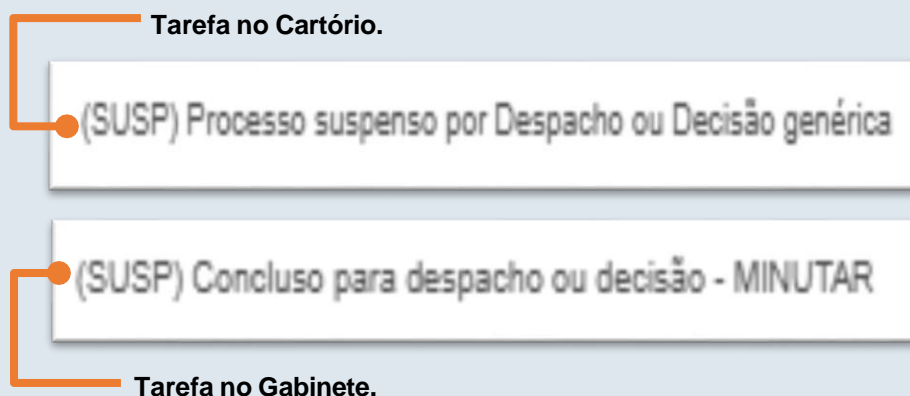 Tarefa no Cartório.
(SUSP) Processo suspenso por Despacho ou Decisão genérica
(SUSP) Concluso para despacho ou decisão - MINUTAR
Tarefa no Gabinete.